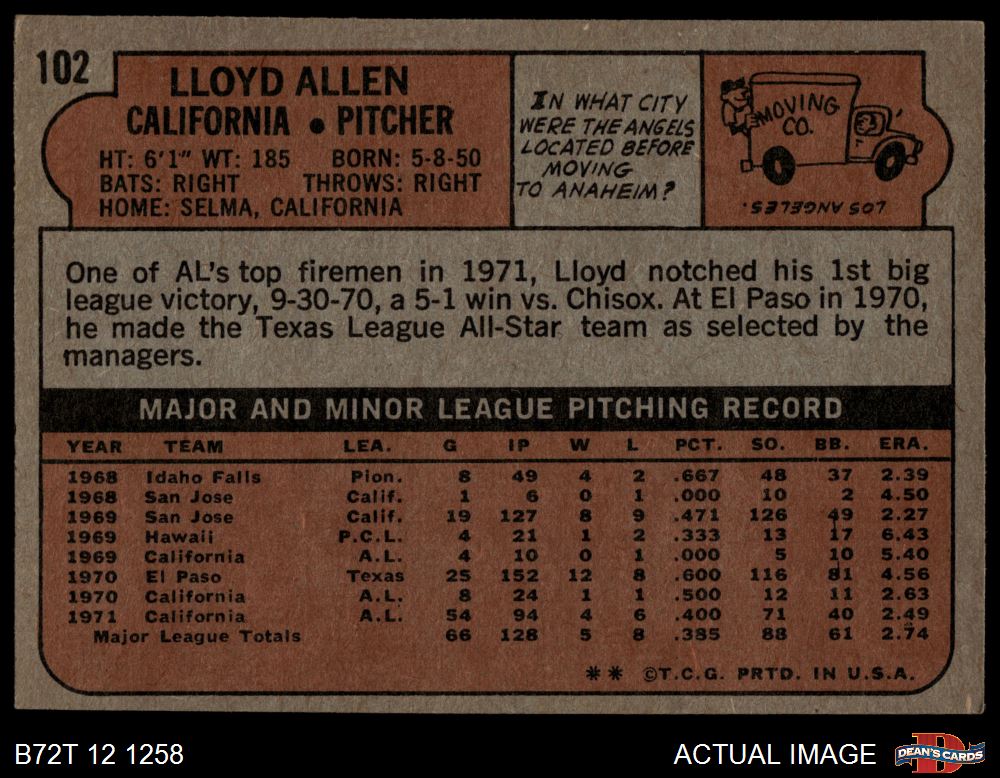 102
LLOYD ALLEN
CALIFORNIA • PITCHER
HT: 6'1" WT: 185 BORN: 5-8-50
BATS: RIGHT THROWS: RIGHT
HOME: SELMA, CALIFORNIA
IN WHAT CITY
WERE THE ANGELS
LOCATED BEFORE
MOVING
TO ANAHEIM?
MOVING
CO.
LOS ANGELES.
One of AL's top firemen in 1971, Lloyd notched his 1st big
league victory, 9-30-70, a 5-1 win vs. Chisox. At El Paso in 1970,
he made the Texas League All-Star team as selected by the
managers.
MAJOR AND MINOR LEAGUE PITCHING RECORD
YEAR TEAM LEA. G IP W L PCT. SO. BB. ERA.
1968 Idaho Falls Pion. 8 49 4 2 .667 48 37 2.39
1968 San Jose Calif. 1 6 0 1 .000 10 2 4.50
1969 San Jose Calif. 19 127 8 9 .471 126 49 2.27
1969 Hawaii P.C.L. 4 21 1 2 .333 13 17 6.43
1969 California A.L. 4 10 0 1 .000 5 10 5.40
1970 El Paso Texas 25 152 12 8 .600 116 81 4.56
1970 California A.L. 8 24 1 1 .500 12 11 2.63
1971 California A.L. 54 94 4 6 .400 71 40 2.49
Major League Totals 66 128 5 8 .385 88 61 2.74
** ©T.C.G. PRTD. IN U.S.A.
B72T 12 1258
ACTUAL IMAGE
DEAN'S CARDS